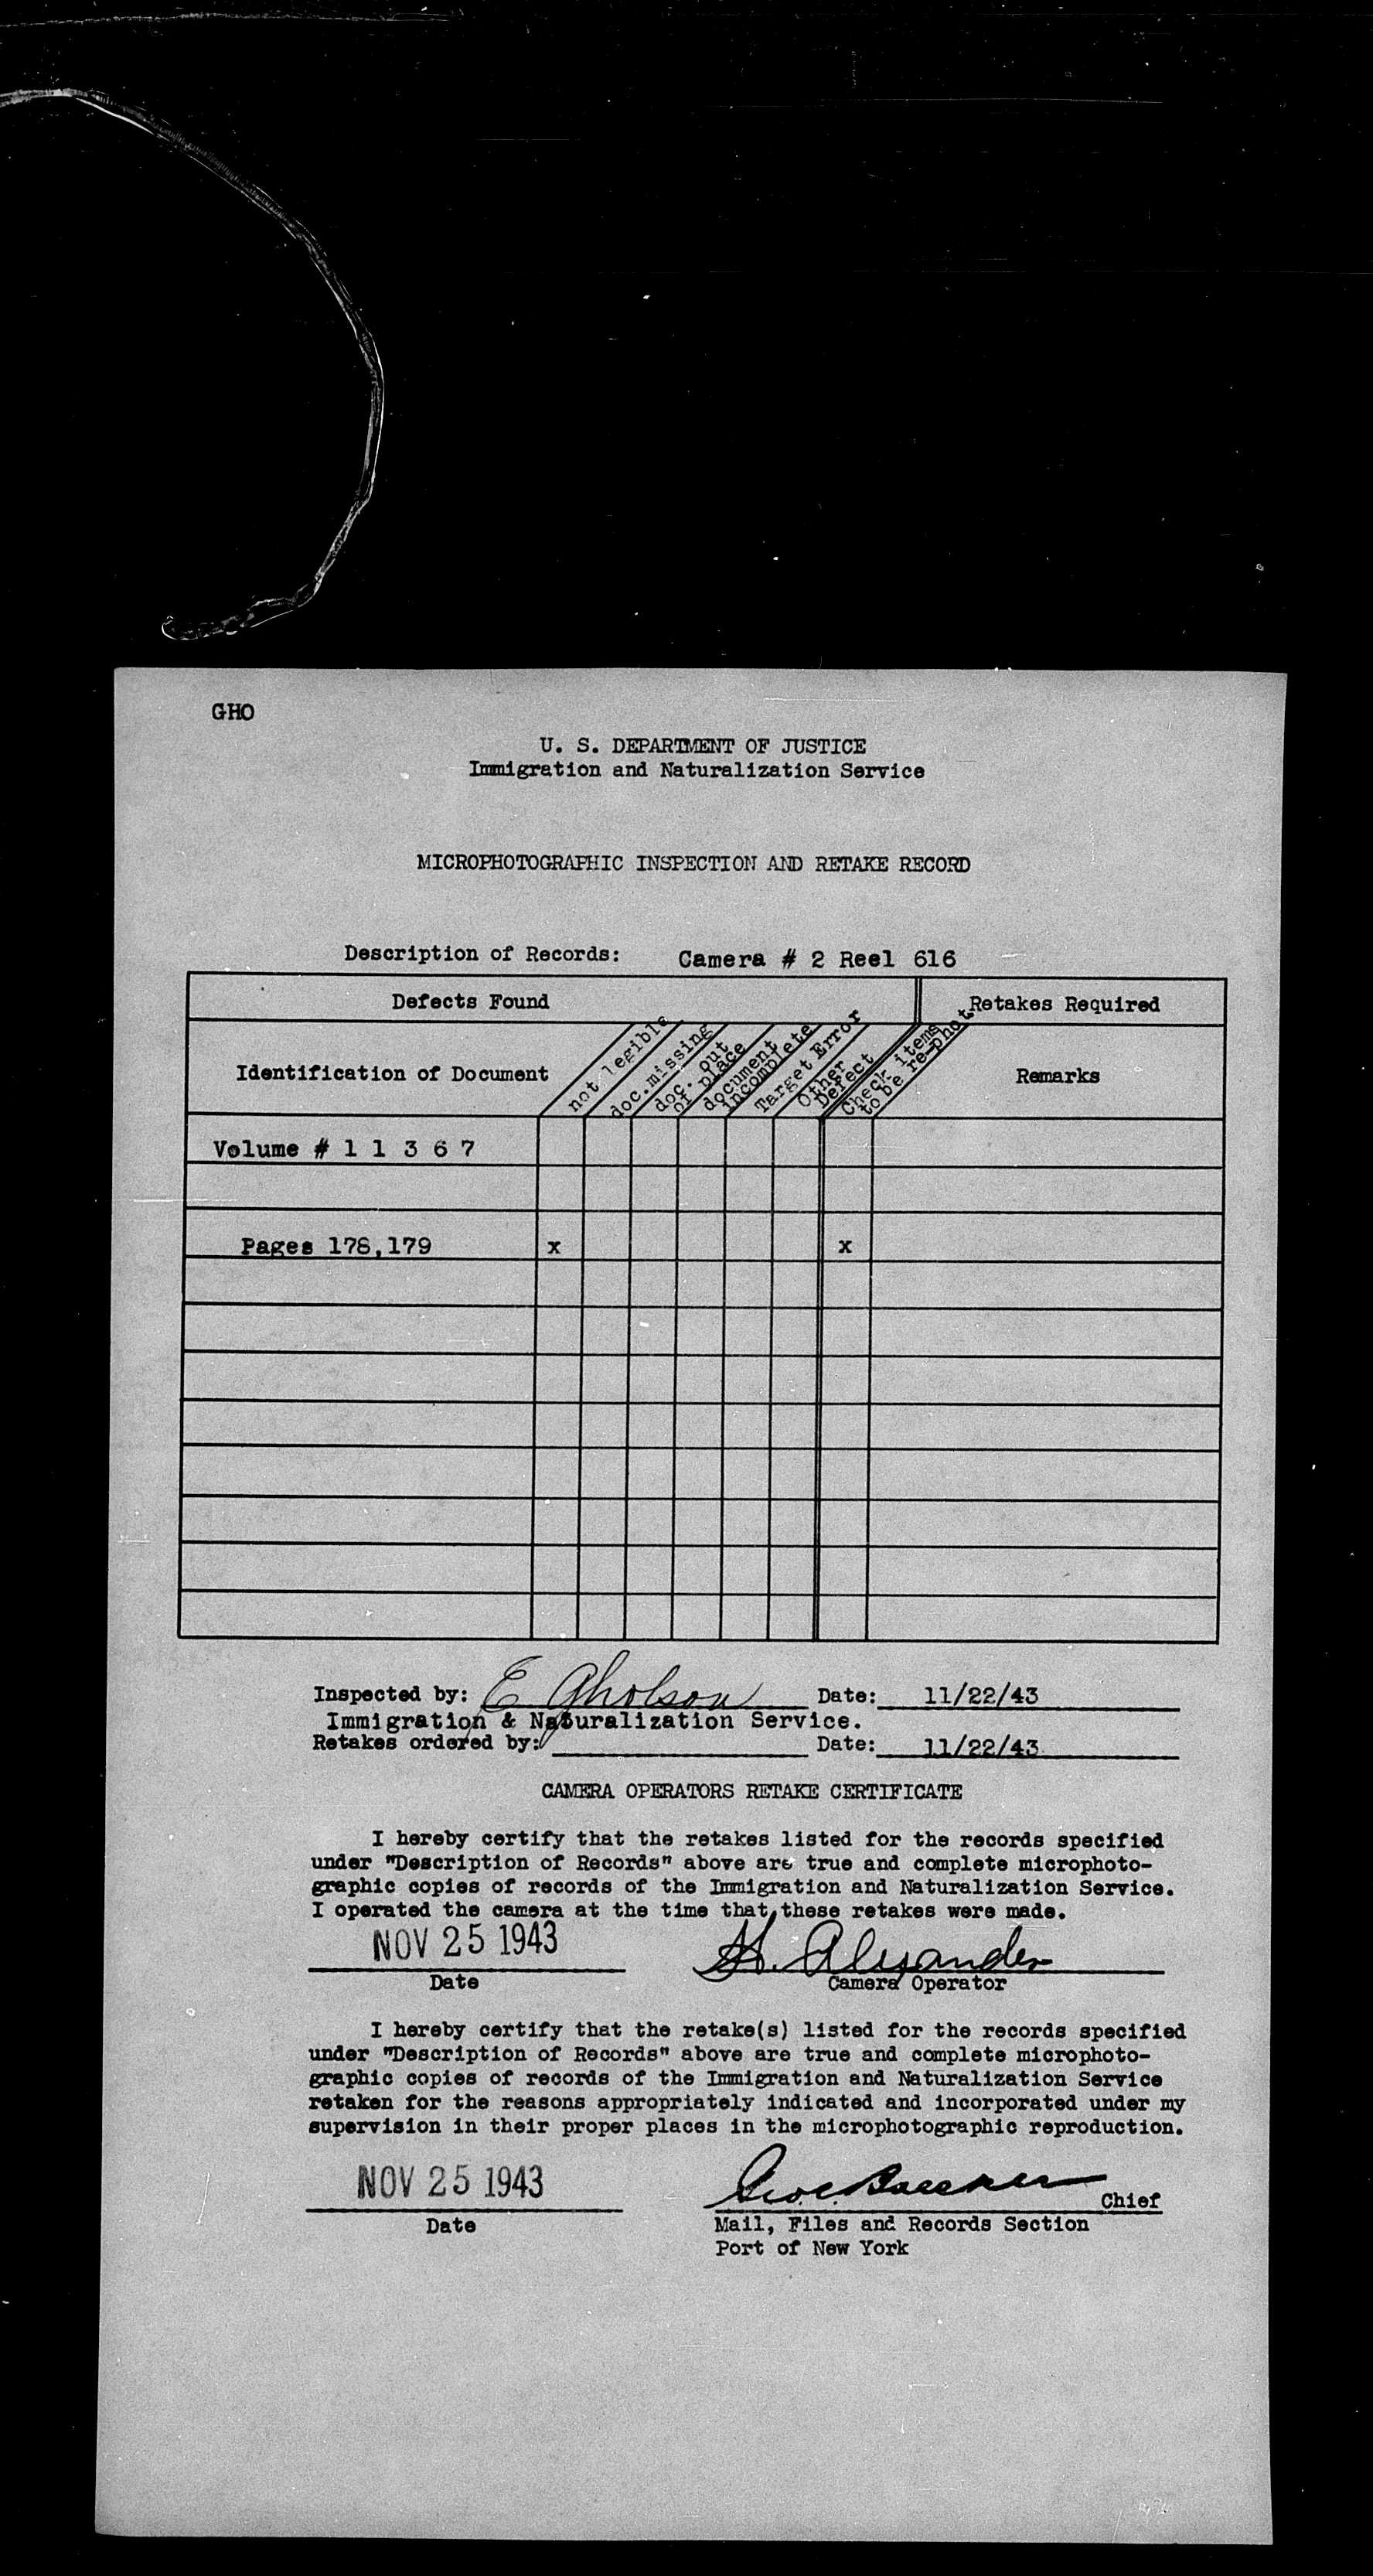 GHO
U. S. DEPARTMENT OF JUSTICE
Immigration and Naturalization Service
MICROPHOTOGRAPHIC INSPECTION AND RETAKE RECORD
Description of Records: Camera # 2 Reel 616
Defects Found
Retakes Required
Identification of Document
not legible
doc.missing
doc. out
of place
document
incomplete
Target Error
Other
Defect
Check items
to be re-phot.
Remarks
Volume # 1 1 3 6 7
Pages 178,179 x x
Inspected by: E Gholson Date: 11/22/43
Immigration & Naturalization Service.
Retakes ordered by: Date: 11/22/43
CAMERA OPERATORS RETAKE CERTIFICATE
I hereby certify that the retakes listed for the records specified
under "Description of Records" above are true and complete microphoto-
graphic copies of records of the Immigration and Naturalization Service.
I operated the camera at the time that these retakes were made.
NOV 25 1943 H. Alexander
Date Camera Operator
I hereby certify that the retake(s) listed for the records specified
under "Description of Records" above are true and complete microphoto-
graphic copies of records of the Immigration and Naturalization Service
retaken for the reasons appropriately indicated and incorporated under my
supervision in their proper places in the microphotographic reproduction.
NOV 25 1943 Chief
Date Mail, Files and Records Section
Port of New York